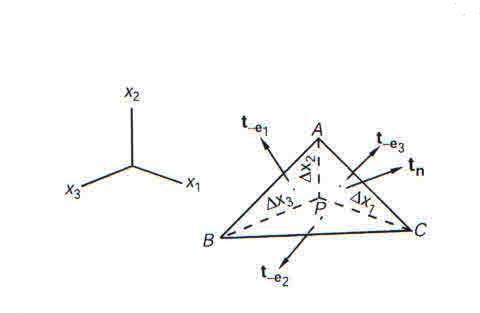 x₂
x₃
x₁
t₋e₁
A
t₋e₃
tₙ
Δx₂
Δx₃
P
Δx₁
B
C
t₋e₂